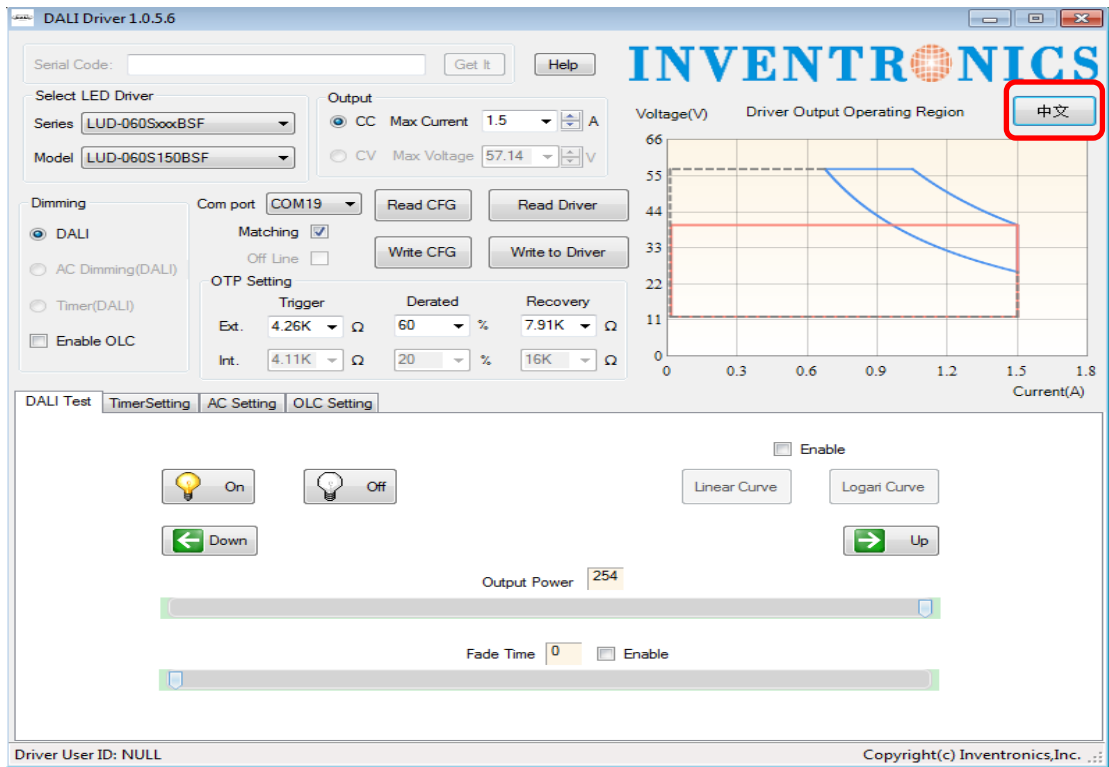 DALI Driver 1.0.5.6
Serial Code:
Get It
Help
INVENTRONICS
Select LED Driver
Series LUD-060SxxxBSF
Model LUD-060S150BSF
Output
CC Max Current 1.5 A
CV Max Voltage 57.14 V
Voltage(V) Driver Output Operating Region
中文
66
55
44
33
22
11
0
0 0.3 0.6 0.9 1.2 1.5 1.8
Current(A)
Dimming
DALI
AC Dimming(DALI)
Timer(DALI)
Enable OLC
Com port COM19
Matching
Off Line
Read CFG
Read Driver
Write CFG
Write to Driver
OTP Setting
Trigger Derated Recovery
Ext. 4.26K Ω 60 % 7.91K Ω
Int. 4.11K Ω 20 % 16K Ω
DALI Test TimerSetting AC Setting OLC Setting
Enable
On
Off
Linear Curve
Logari Curve
Down
Up
Output Power 254
Fade Time 0 Enable
Driver User ID: NULL
Copyright(c) Inventronics,Inc.